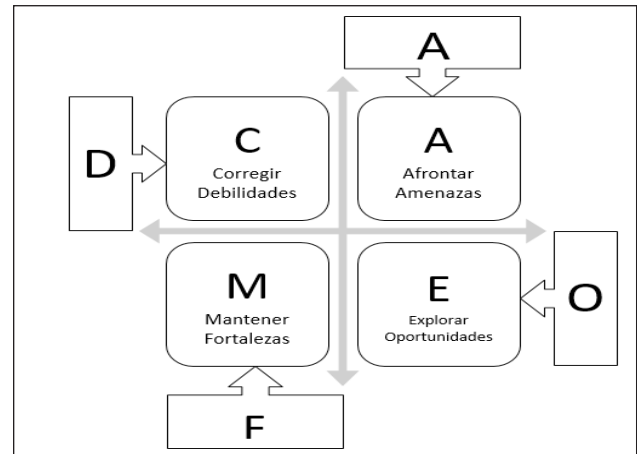 A
D
C
Corregir
Debilidades
A
Afrontar
Amenazas
M
Mantener
Fortalezas
E
Explorar
Oportunidades
O
F